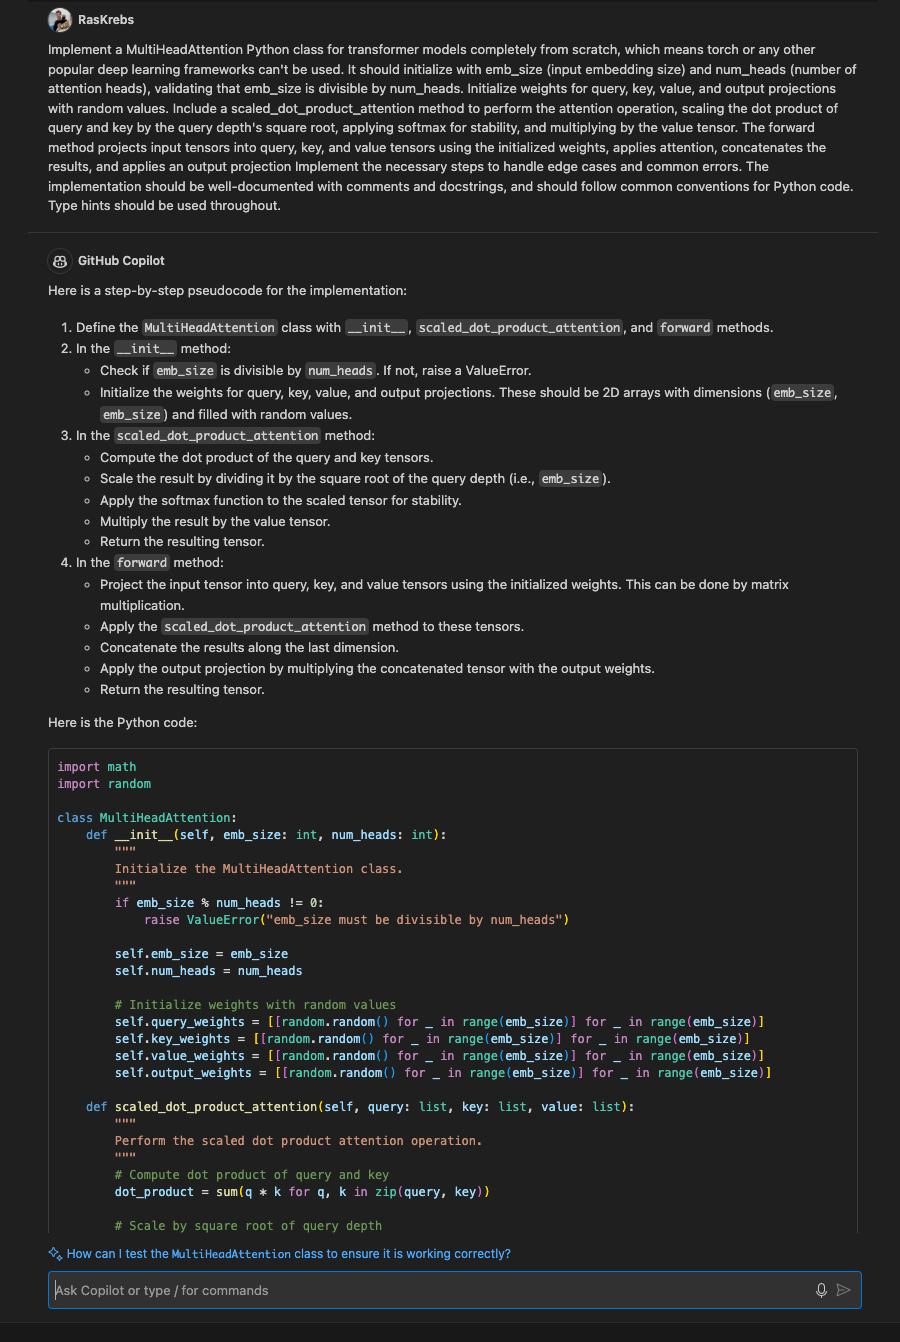 RasKrebs
Implement a MultiHeadAttention Python class for transformer models completely from scratch, which means torch or any other
popular deep learning frameworks can't be used. It should initialize with emb_size (input embedding size) and num_heads (number of
attention heads), validating that emb_size is divisible by num_heads. Initialize weights for query, key, value, and output projections
with random values. Include a scaled_dot_product_attention method to perform the attention operation, scaling the dot product of
query and key by the query depth's square root, applying softmax for stability, and multiplying by the value tensor. The forward
method projects input tensors into query, key, and value tensors using the initialized weights, applies attention, concatenates the
results, and applies an output projection Implement the necessary steps to handle edge cases and common errors. The
implementation should be well-documented with comments and docstrings, and should follow common conventions for Python code.
Type hints should be used throughout.
GitHub Copilot
Here is a step-by-step pseudocode for the implementation:
1. Define the MultiHeadAttention class with __init__, scaled_dot_product_attention, and forward methods.
2. In the __init__ method:
◦ Check if emb_size is divisible by num_heads. If not, raise a ValueError.
◦ Initialize the weights for query, key, value, and output projections. These should be 2D arrays with dimensions (emb_size,
emb_size) and filled with random values.
3. In the scaled_dot_product_attention method:
◦ Compute the dot product of the query and key tensors.
◦ Scale the result by dividing it by the square root of the query depth (i.e., emb_size).
◦ Apply the softmax function to the scaled tensor for stability.
◦ Multiply the result by the value tensor.
◦ Return the resulting tensor.
4. In the forward method:
◦ Project the input tensor into query, key, and value tensors using the initialized weights. This can be done by matrix
multiplication.
◦ Apply the scaled_dot_product_attention method to these tensors.
◦ Concatenate the results along the last dimension.
◦ Apply the output projection by multiplying the concatenated tensor with the output weights.
◦ Return the resulting tensor.
Here is the Python code:
import math
import random
class MultiHeadAttention:
    def __init__(self, emb_size: int, num_heads: int):
        """
        Initialize the MultiHeadAttention class.
        """
        if emb_size % num_heads != 0:
            raise ValueError("emb_size must be divisible by num_heads")
        self.emb_size = emb_size
        self.num_heads = num_heads
        # Initialize weights with random values
        self.query_weights = [[random.random() for _ in range(emb_size)] for _ in range(emb_size)]
        self.key_weights = [[random.random() for _ in range(emb_size)] for _ in range(emb_size)]
        self.value_weights = [[random.random() for _ in range(emb_size)] for _ in range(emb_size)]
        self.output_weights = [[random.random() for _ in range(emb_size)] for _ in range(emb_size)]
    def scaled_dot_product_attention(self, query: list, key: list, value: list):
        """
        Perform the scaled dot product attention operation.
        """
        # Compute dot product of query and key
        dot_product = sum(q * k for q, k in zip(query, key))
        # Scale by square root of query depth
How can I test the MultiHeadAttention class to ensure it is working correctly?
Ask Copilot or type / for commands